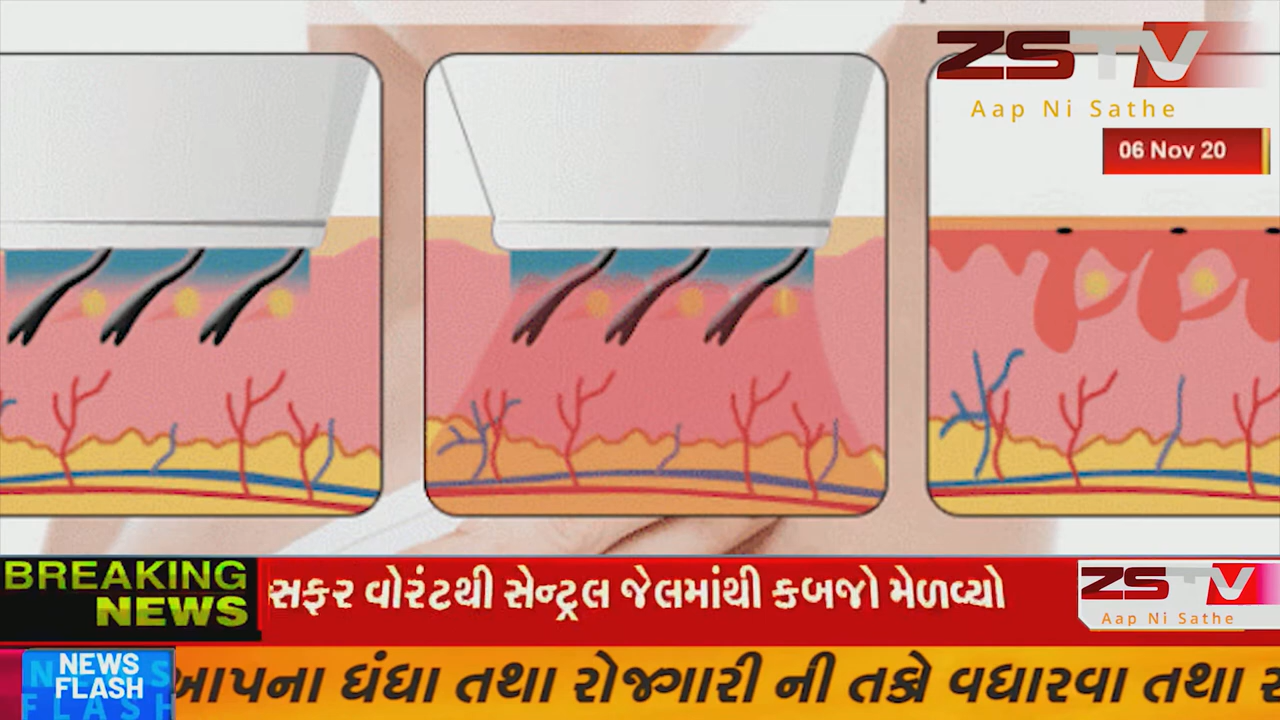 ZSTV
Aap Ni Sathe
06 Nov 20
BREAKING
NEWS
સફર વોરંટથી સેન્ટ્રલ જેલમાંથી કબજો મેળવ્યો
ZSTV
Aap Ni Sathe
NEWS
FLASH
આપના ધંધા તથા રોજગારી ની તકો વધારવા તથા